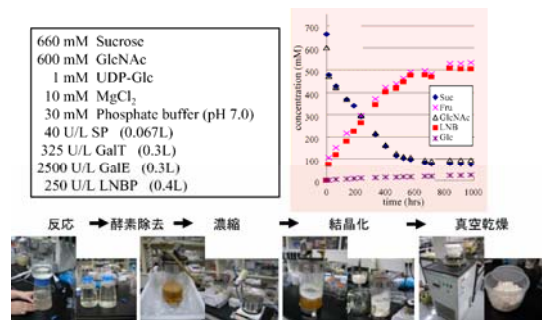 660 mM Sucrose
600 mM GlcNAc
1 mM UDP-Glc
10 mM MgCl₂
30 mM Phosphate buffer (pH 7.0)
40 U/L SP (0.067L)
325 U/L GalT (0.3L)
2500 U/L GalE (0.3L)
250 U/L LNBP (0.4L)
concentration (mM)
700
600
500
400
300
200
100
0
Suc
Fru
GlcNAc
LNB
Glc
0 200 400 600 800 1000
time (hrs)
反応 → 酵素除去 → 濃縮 → 結晶化 → 真空乾燥